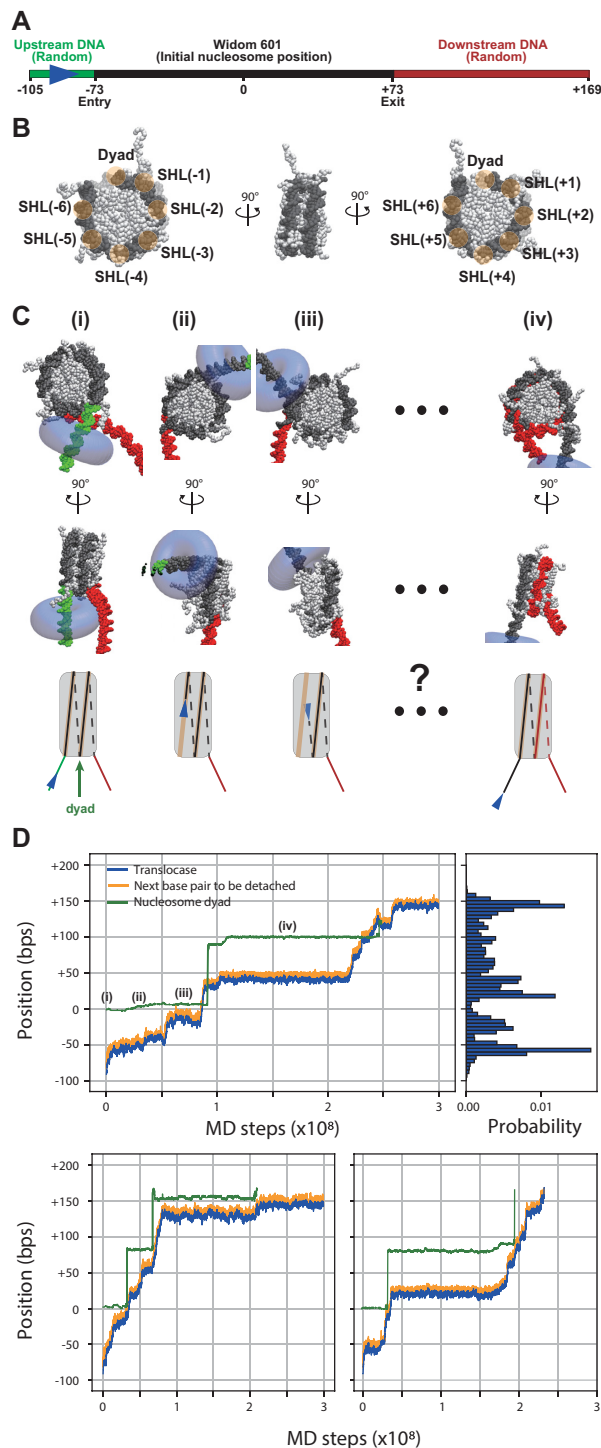 A
Upstream DNA
(Random)
Widom 601
(Initial nucleosome position)
Downstream DNA
(Random)
-105
-73
0
+73
+169
Entry
Exit
B
Dyad
SHL(-1)
SHL(-6)
SHL(-2)
SHL(-5)
SHL(-3)
SHL(-4)
90°
90°
Dyad
SHL(+1)
SHL(+6)
SHL(+2)
SHL(+5)
SHL(+3)
SHL(+4)
C
(i)
(ii)
(iii)
(iv)
90°
90°
90°
90°
?
dyad
D
+200
+150
+100
+50
0
-50
-100
Position (bps)
Translocase
Next base pair to be detached
Nucleosome dyad
(i)
(ii)
(iii)
(iv)
0
1
2
3
MD steps (x10⁸)
0.00
0.01
Probability
+200
+150
+100
+50
0
-50
-100
Position (bps)
0
1
2
3
0
1
2
3
MD steps (x10⁸)